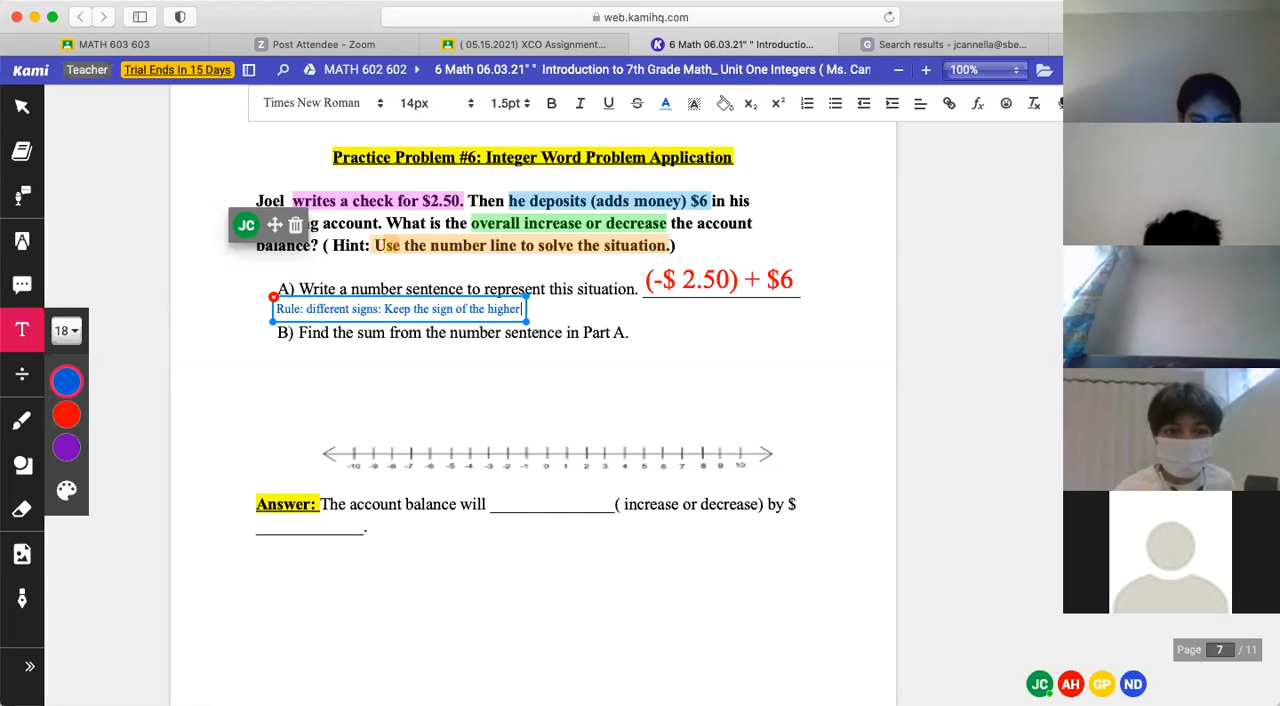 web.kamihq.com
MATH 603 603
Post Attendee - Zoom
( 05.15.2021) XCO Assignment...
6 Math 06.03.21" " Introductio...
Search results - jcannella@sbe...
Kami
Teacher
Trial Ends In 15 Days
MATH 602 602
6 Math 06.03.21" " Introduction to 7th Grade Math_ Unit One Integers ( Ms. Can
100%
Times New Roman
14px
1.5pt
B I U S A A X₂ X²
Practice Problem #6: Integer Word Problem Application
Joel writes a check for $2.50. Then he deposits (adds money) $6 in his
JC
g account. What is the overall increase or decrease the account
balance? ( Hint: Use the number line to solve the situation.)
A) Write a number sentence to represent this situation. (-$ 2.50) + $6
Rule: different signs: Keep the sign of the higher
B) Find the sum from the number sentence in Part A.
T
18
-10 -9 -8 -7 -6 -5 -4 -3 -2 -1 0 1 2 3 4 5 6 7 8 9 10
Answer: The account balance will _______________( increase or decrease) by $
_____________.
Page 7 / 11
JC AH GP ND